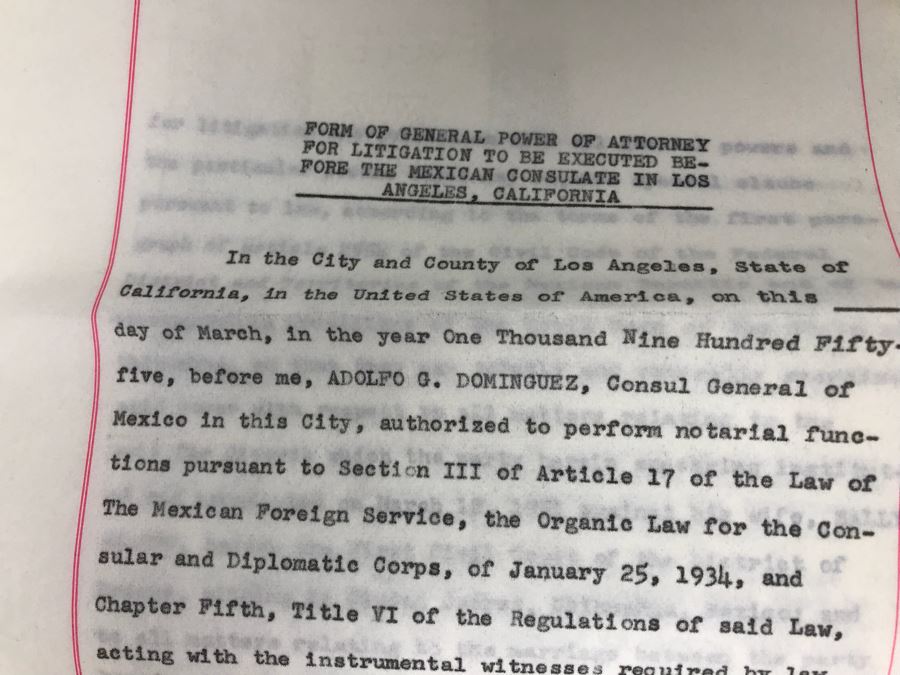 FORM OF GENERAL POWER OF ATTORNEY
FOR LITIGATION TO BE EXECUTED BE-
FORE THE MEXICAN CONSULATE IN LOS
ANGELES, CALIFORNIA
In the City and County of Los Angeles, State of
California, in the United States of America, on this ____
day of March, in the year One Thousand Nine Hundred Fifty-
five, before me, ADOLFO G. DOMINGUEZ, Consul General of
Mexico in this City, authorized to perform notarial func-
tions pursuant to Section III of Article 17 of the Law of
The Mexican Foreign Service, the Organic Law for the Con-
sular and Diplomatic Corps, of January 25, 1934, and
Chapter Fifth, Title VI of the Regulations of said Law,
acting with the instrumental witnesses required by law